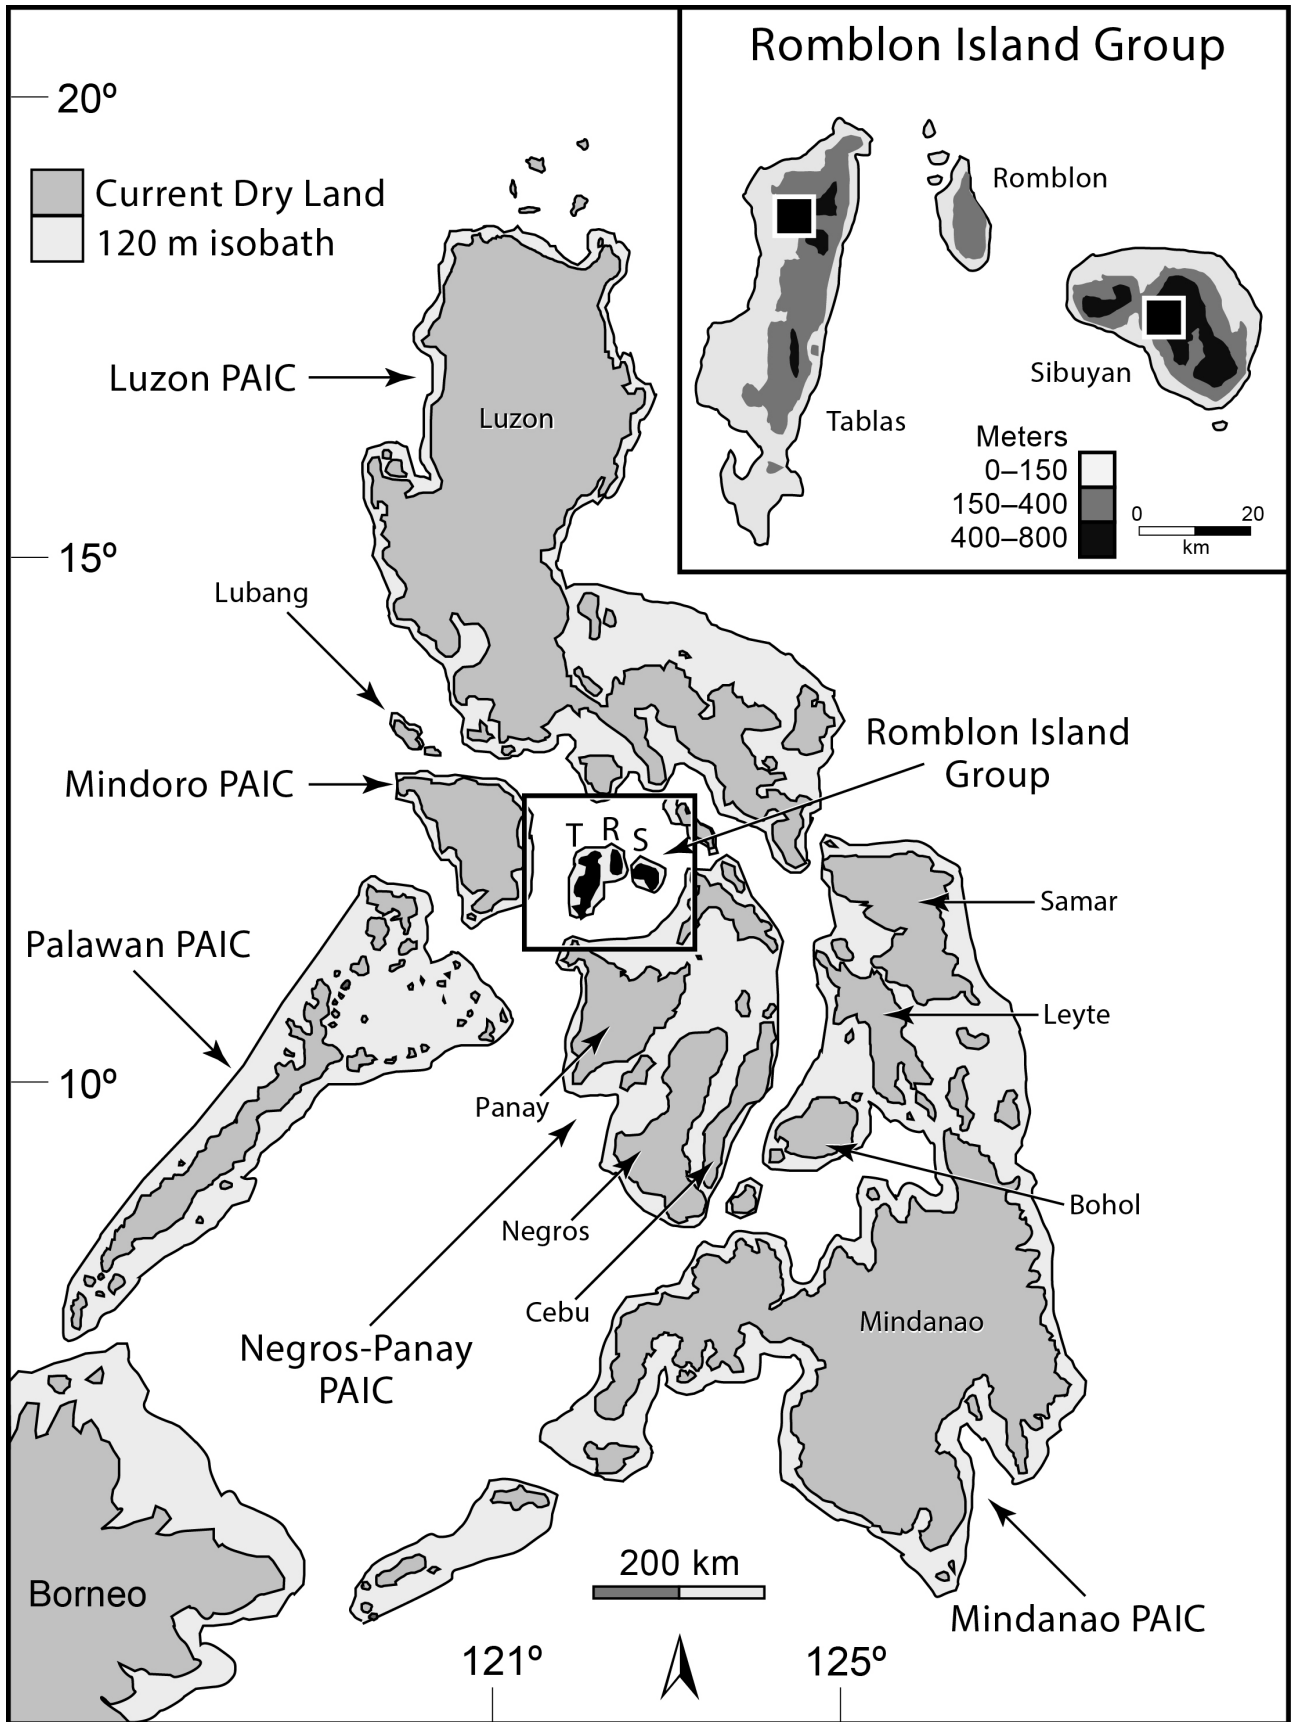 Romblon Island Group
20º
Current Dry Land
120 m isobath
Romblon
Sibuyan
Tablas
Meters
0–150
150–400
400–800
0 20
km
Luzon PAIC
Luzon
15º
Lubang
Romblon Island
Group
Mindoro PAIC
T R S
Samar
Palawan PAIC
Leyte
10º
Panay
Bohol
Negros
Cebu
Mindanao
Negros-Panay
PAIC
200 km
Borneo
Mindanao PAIC
121º
125º